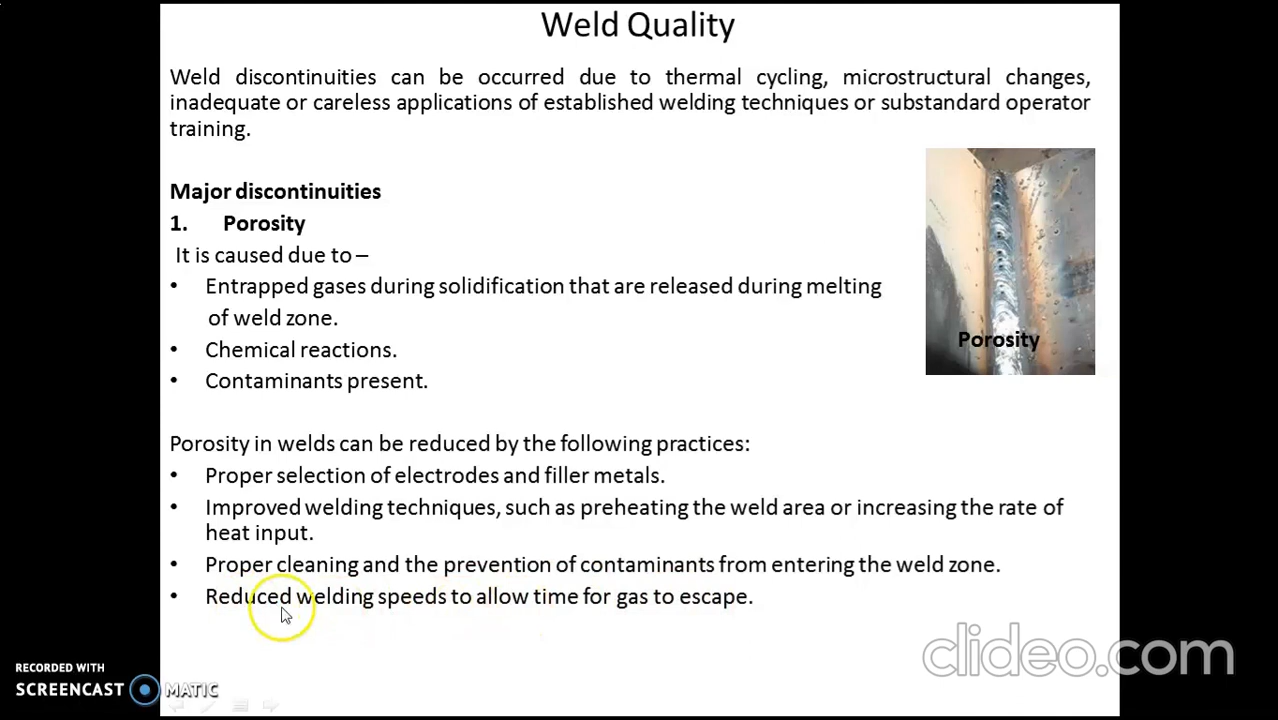 Weld Quality
Weld discontinuities can be occurred due to thermal cycling, microstructural changes,
inadequate or careless applications of established welding techniques or substandard operator
training.
Major discontinuities
1. Porosity
It is caused due to –
• Entrapped gases during solidification that are released during melting
of weld zone.
• Chemical reactions.
• Contaminants present.
Porosity
Porosity in welds can be reduced by the following practices:
• Proper selection of electrodes and filler metals.
• Improved welding techniques, such as preheating the weld area or increasing the rate of
heat input.
• Proper cleaning and the prevention of contaminants from entering the weld zone.
• Reduced welding speeds to allow time for gas to escape.
clideo.com
RECORDED WITH
SCREENCAST MATIC